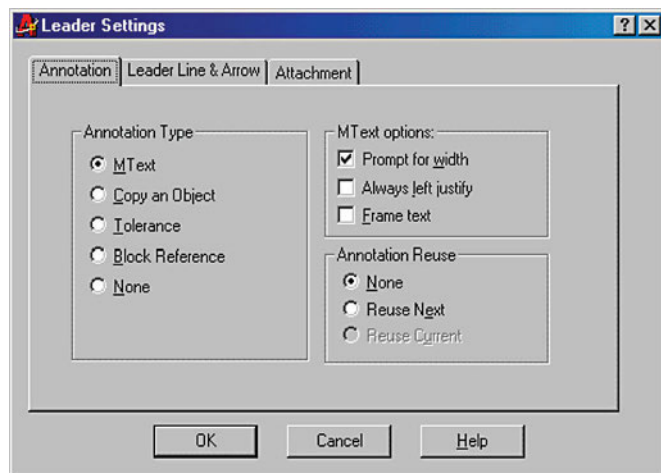 Leader Settings
Annotation
Leader Line & Arrow
Attachment
Annotation Type
MText
Copy an Object
Tolerance
Block Reference
None
MText options:
Prompt for width
Always left justify
Frame text
Annotation Reuse
None
Reuse Next
Reuse Current
OK
Cancel
Help